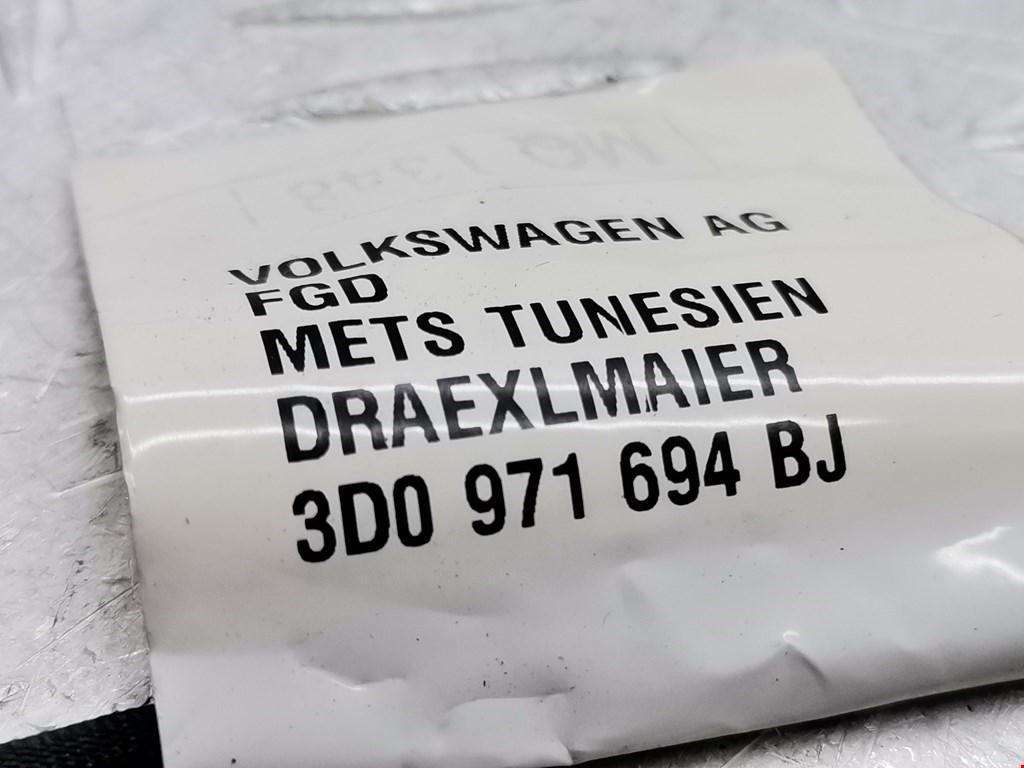 VOLKSWAGEN AG
FGD
METS TUNESIEN
DRAEXLMAIER
3D0 971 694 BJ